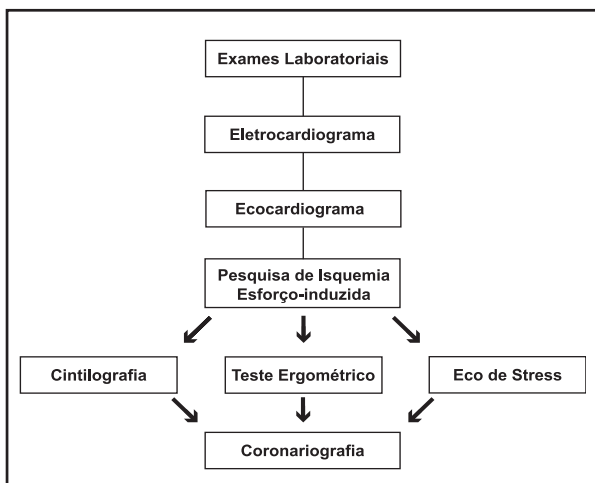 Exames Laboratoriais
Eletrocardiograma
Ecocardiograma
Pesquisa de Isquemia
Esforço-induzida
Cintilografia
Teste Ergométrico
Eco de Stress
Coronariografia